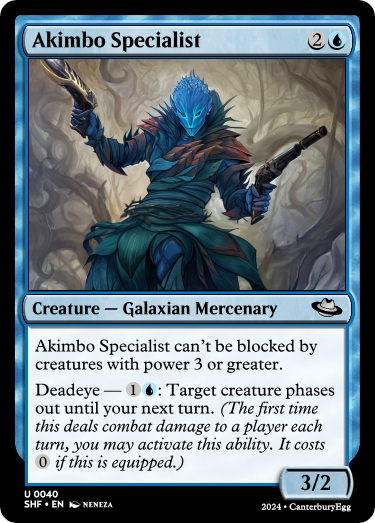 Akimbo Specialist 2
Creature — Galaxian Mercenary
Akimbo Specialist can't be blocked by
creatures with power 3 or greater.
Deadeye — 1 : Target creature phases
out until your next turn. (The first time
this deals combat damage to a player each
turn, you may activate this ability. It costs
0 if this is equipped.)
3/2
U 0040
SHF • EN NENEZA
2024 • CanterburyEgg